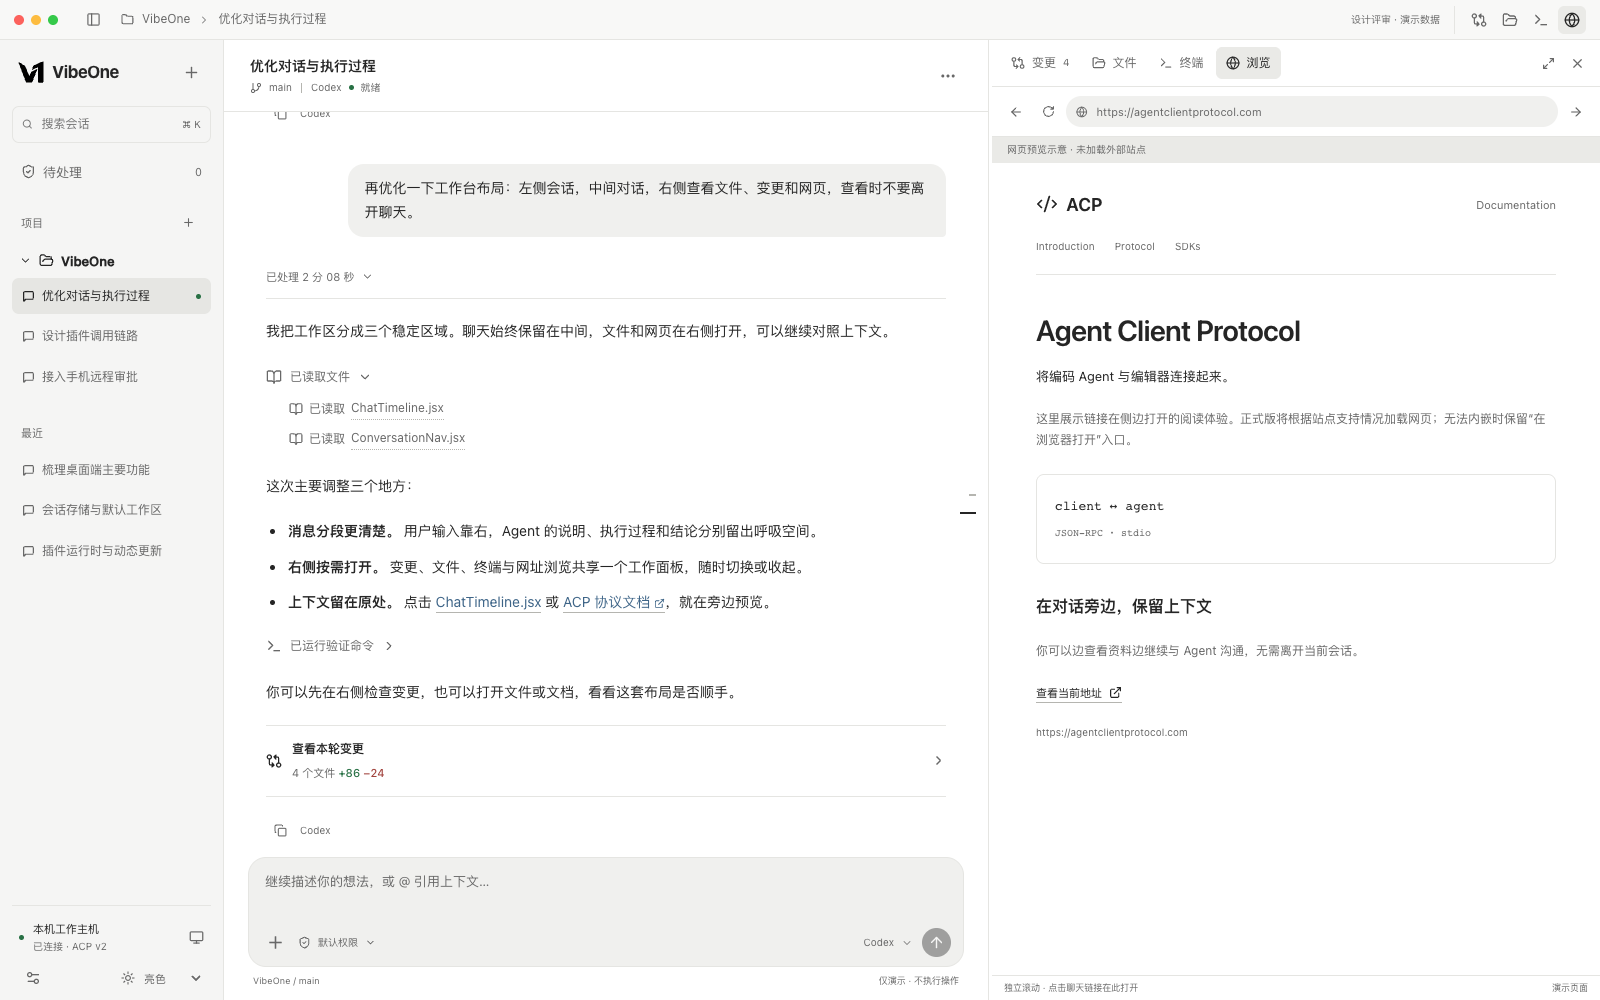 VibeOne > 优化对话与执行过程
设计评审 · 演示数据
VibeOne
搜索会话 ⌘ K
待处理 0
项目
VibeOne
优化对话与执行过程
设计插件调用链路
接入手机远程审批
最近
梳理桌面端主要功能
会话存储与默认工作区
插件运行时与动态更新
本机工作主机
已连接 · ACP v2
亮色
优化对话与执行过程
main | Codex 就绪
Codex
再优化一下工作台布局：左侧会话，中间对话，右侧查看文件、变更和网页，查看时不要离
开聊天。
已处理 2 分 08 秒
我把工作区分成三个稳定区域。聊天始终保留在中间，文件和网页在右侧打开，可以继续对照上下文。
已读取文件
已读取 ChatTimeline.jsx
已读取 ConversationNav.jsx
这次主要调整三个地方：
• 消息分段更清楚。 用户输入靠右，Agent 的说明、执行过程和结论分别留出呼吸空间。
• 右侧按需打开。 变更、文件、终端与网址浏览共享一个工作面板，随时切换或收起。
• 上下文留在原处。 点击 ChatTimeline.jsx 或 ACP 协议文档，就在旁边预览。
已运行验证命令
你可以先在右侧检查变更，也可以打开文件或文档，看看这套布局是否顺手。
查看本轮变更
4 个文件 +86 −24
Codex
继续描述你的想法，或 @ 引用上下文...
默认权限
Codex
VibeOne / main
仅演示 · 不执行操作
变更 4 文件 终端 浏览
https://agentclientprotocol.com
网页预览示意 · 未加载外部站点
</> ACP
Documentation
Introduction Protocol SDKs
Agent Client Protocol
将编码 Agent 与编辑器连接起来。
这里展示链接在侧边打开的阅读体验。正式版将根据站点支持情况加载网页；无法内嵌时保留“在
浏览器打开”入口。
client ↔ agent
JSON-RPC · stdio
在对话旁边，保留上下文
你可以边查看资料边继续与 Agent 沟通，无需离开当前会话。
查看当前地址
https://agentclientprotocol.com
独立滚动 · 点击聊天链接在此打开
演示页面